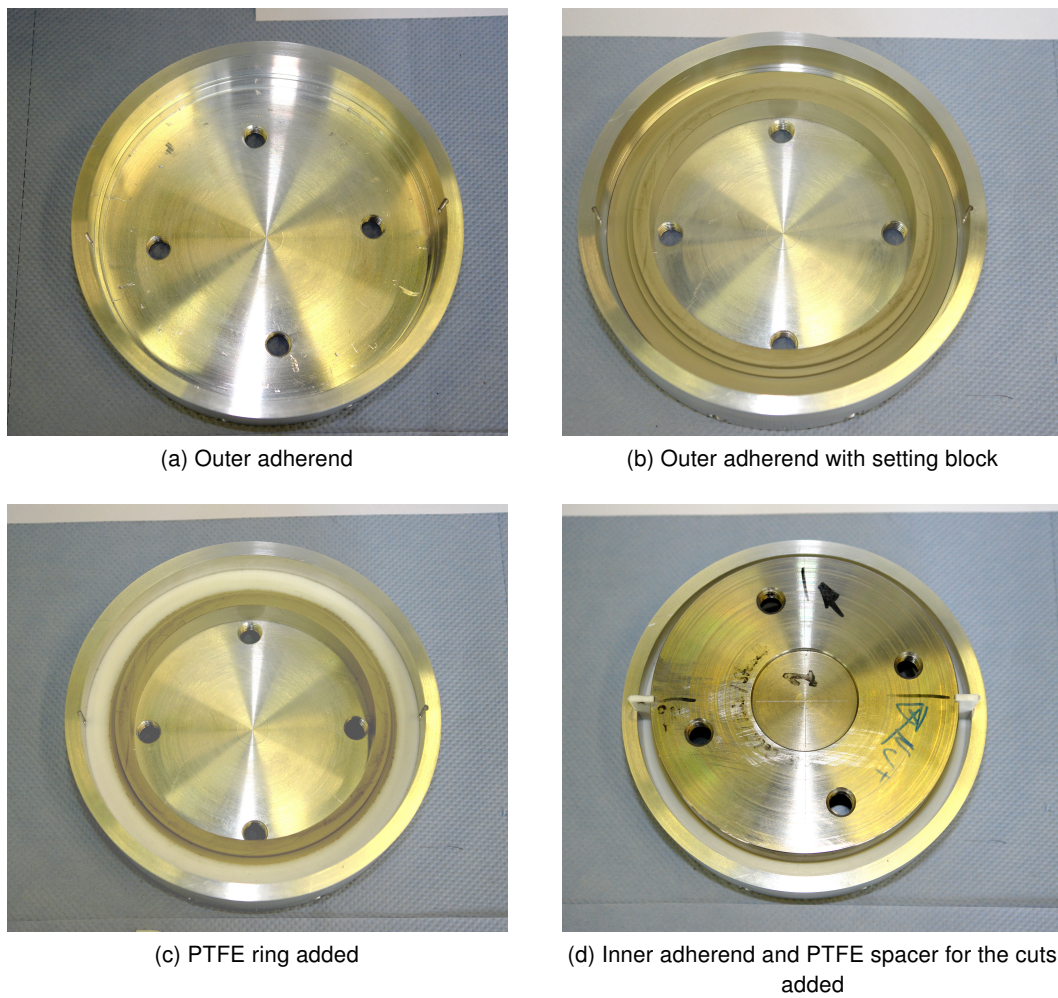 (a) Outer adherend
(b) Outer adherend with setting block
(c) PTFE ring added
(d) Inner adherend and PTFE spacer for the cuts
added